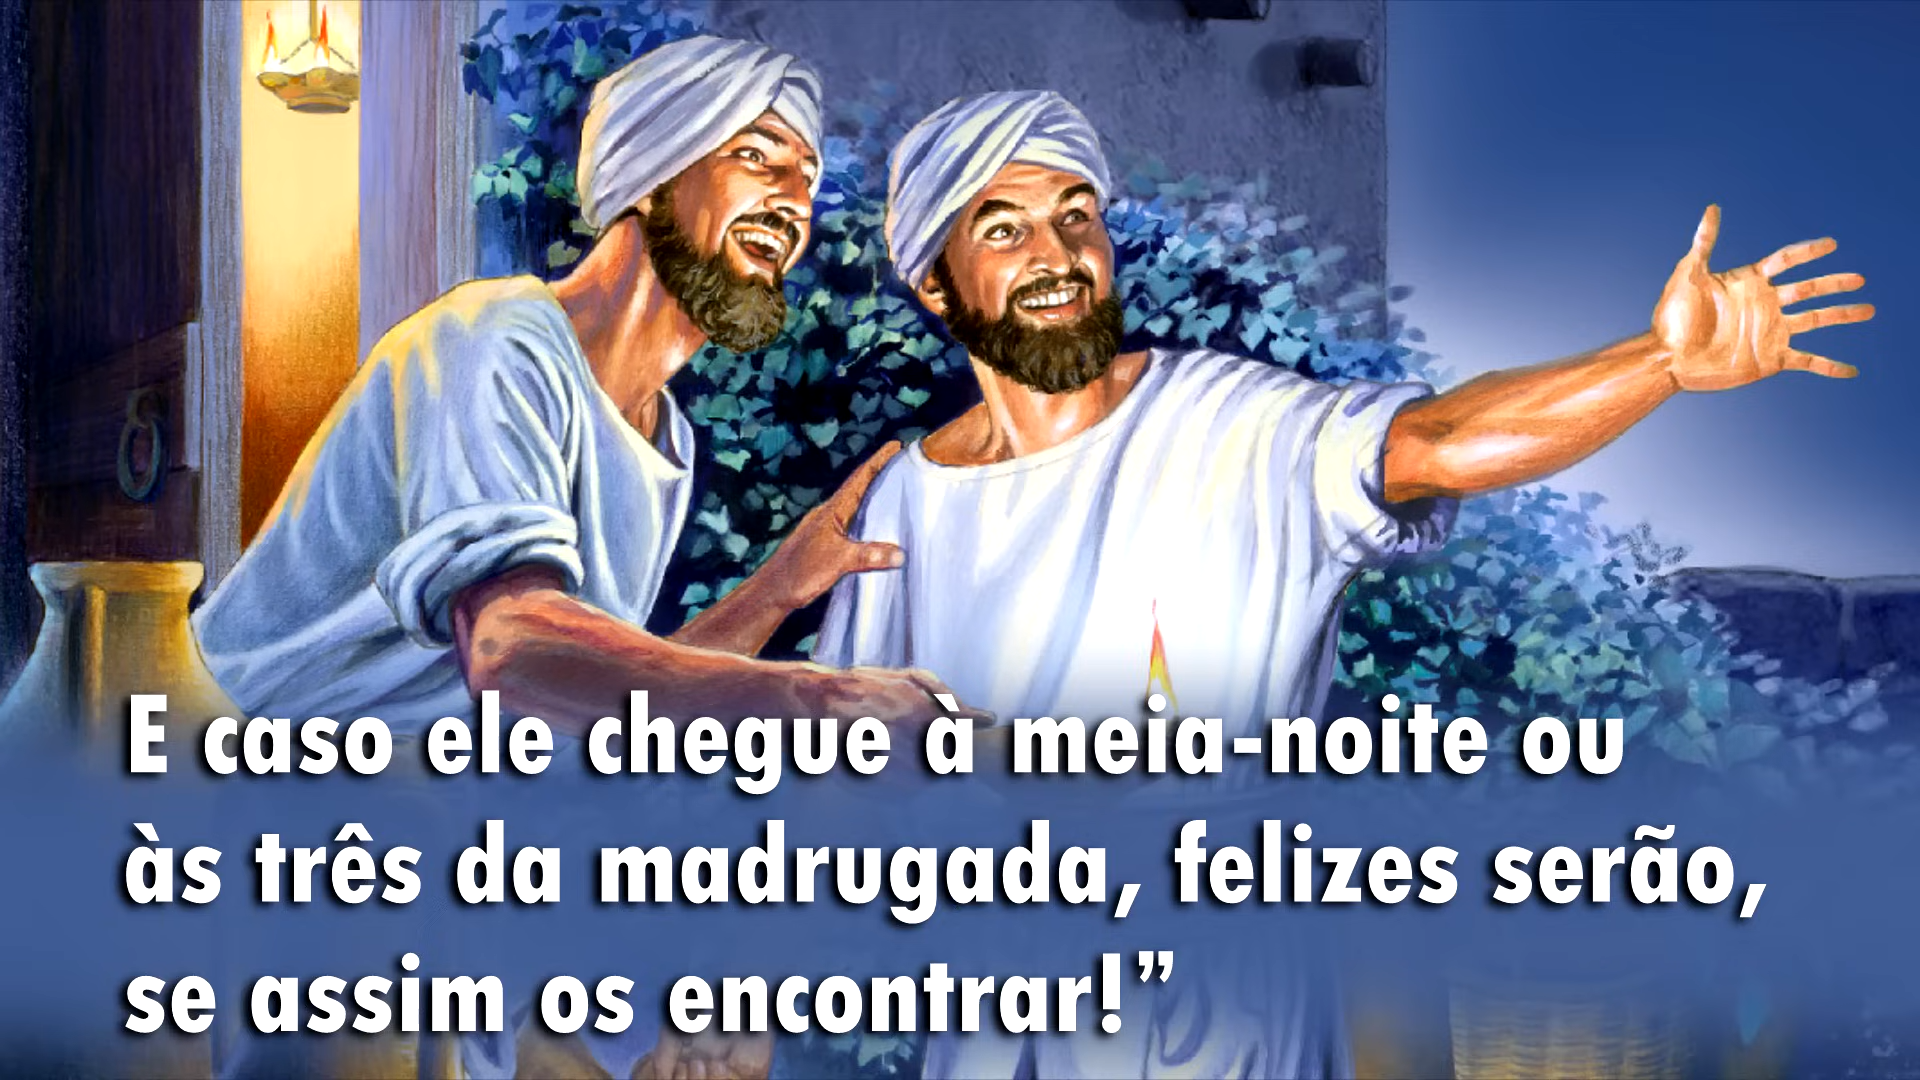 E caso ele chegue à meia-noite ou
às três da madrugada, felizes serão,
se assim os encontrar!”